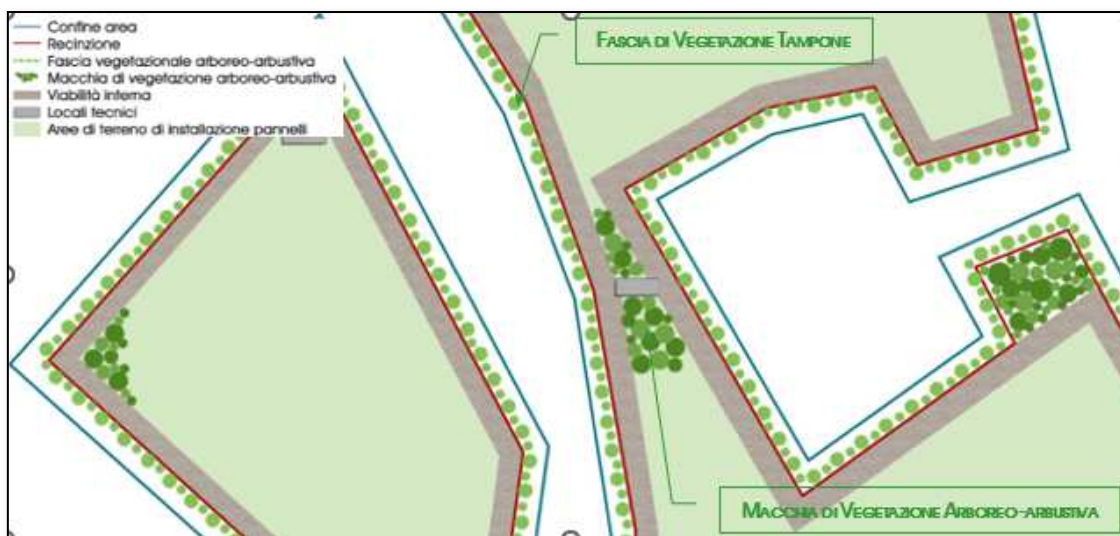 Confine area
Recinzione
Fascia vegetazionale arboreo-arbustiva
Macchia di vegetazione arboreo-arbustiva
Viabilità interna
Locali tecnici
Aree di terreno di installazione pannelli
FASCIA DI VEGETAZIONE TAMPONE
MACCHIA DI VEGETAZIONE ARBOREO-ARBUSTIVA